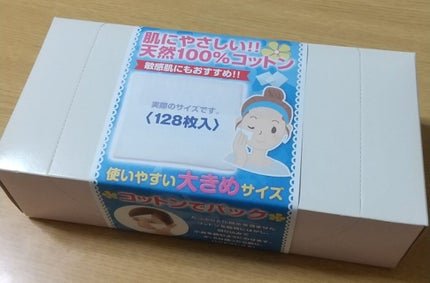 肌にやさしい!!
天然100%コットン
敏感肌にもおすすめ!!
実際のサイズです。
〈128枚入〉
使いやすい大きめサイズ
コットンでパック